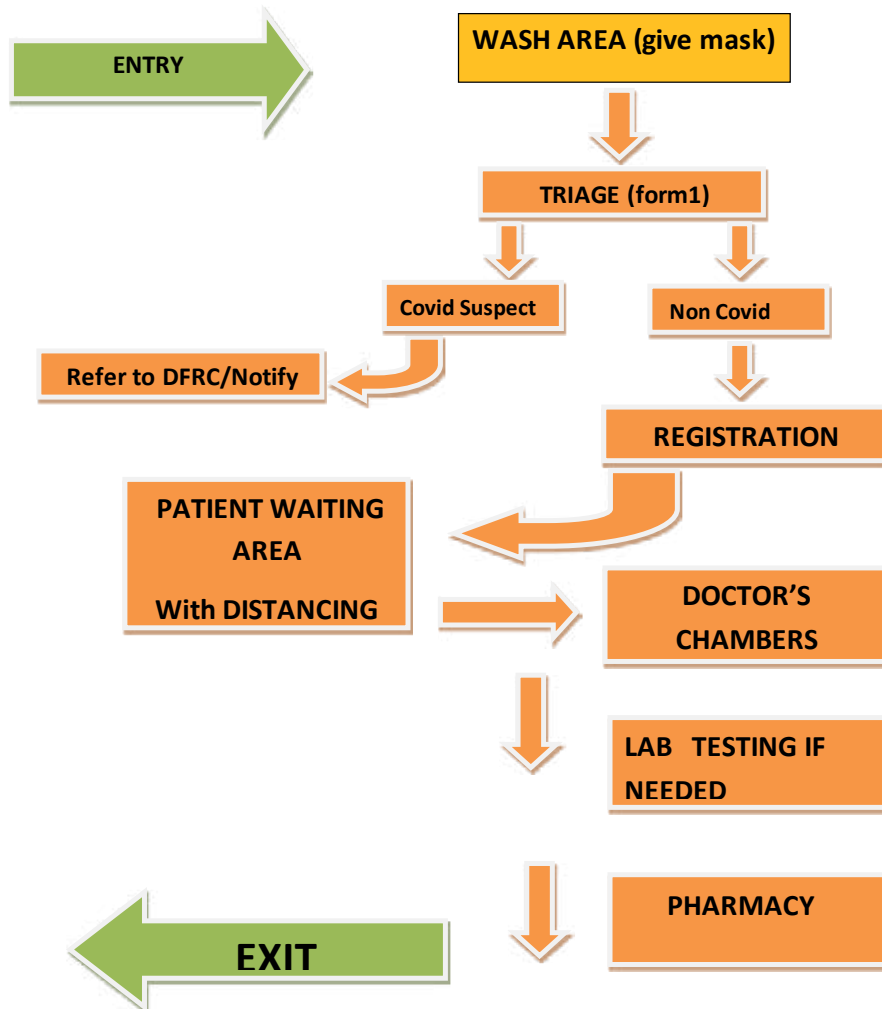 ENTRY
WASH AREA (give mask)
TRIAGE (form1)
Covid Suspect
Non Covid
Refer to DFRC/Notify
REGISTRATION
PATIENT WAITING
AREA
With DISTANCING
DOCTOR’S
CHAMBERS
LAB TESTING IF
NEEDED
PHARMACY
EXIT